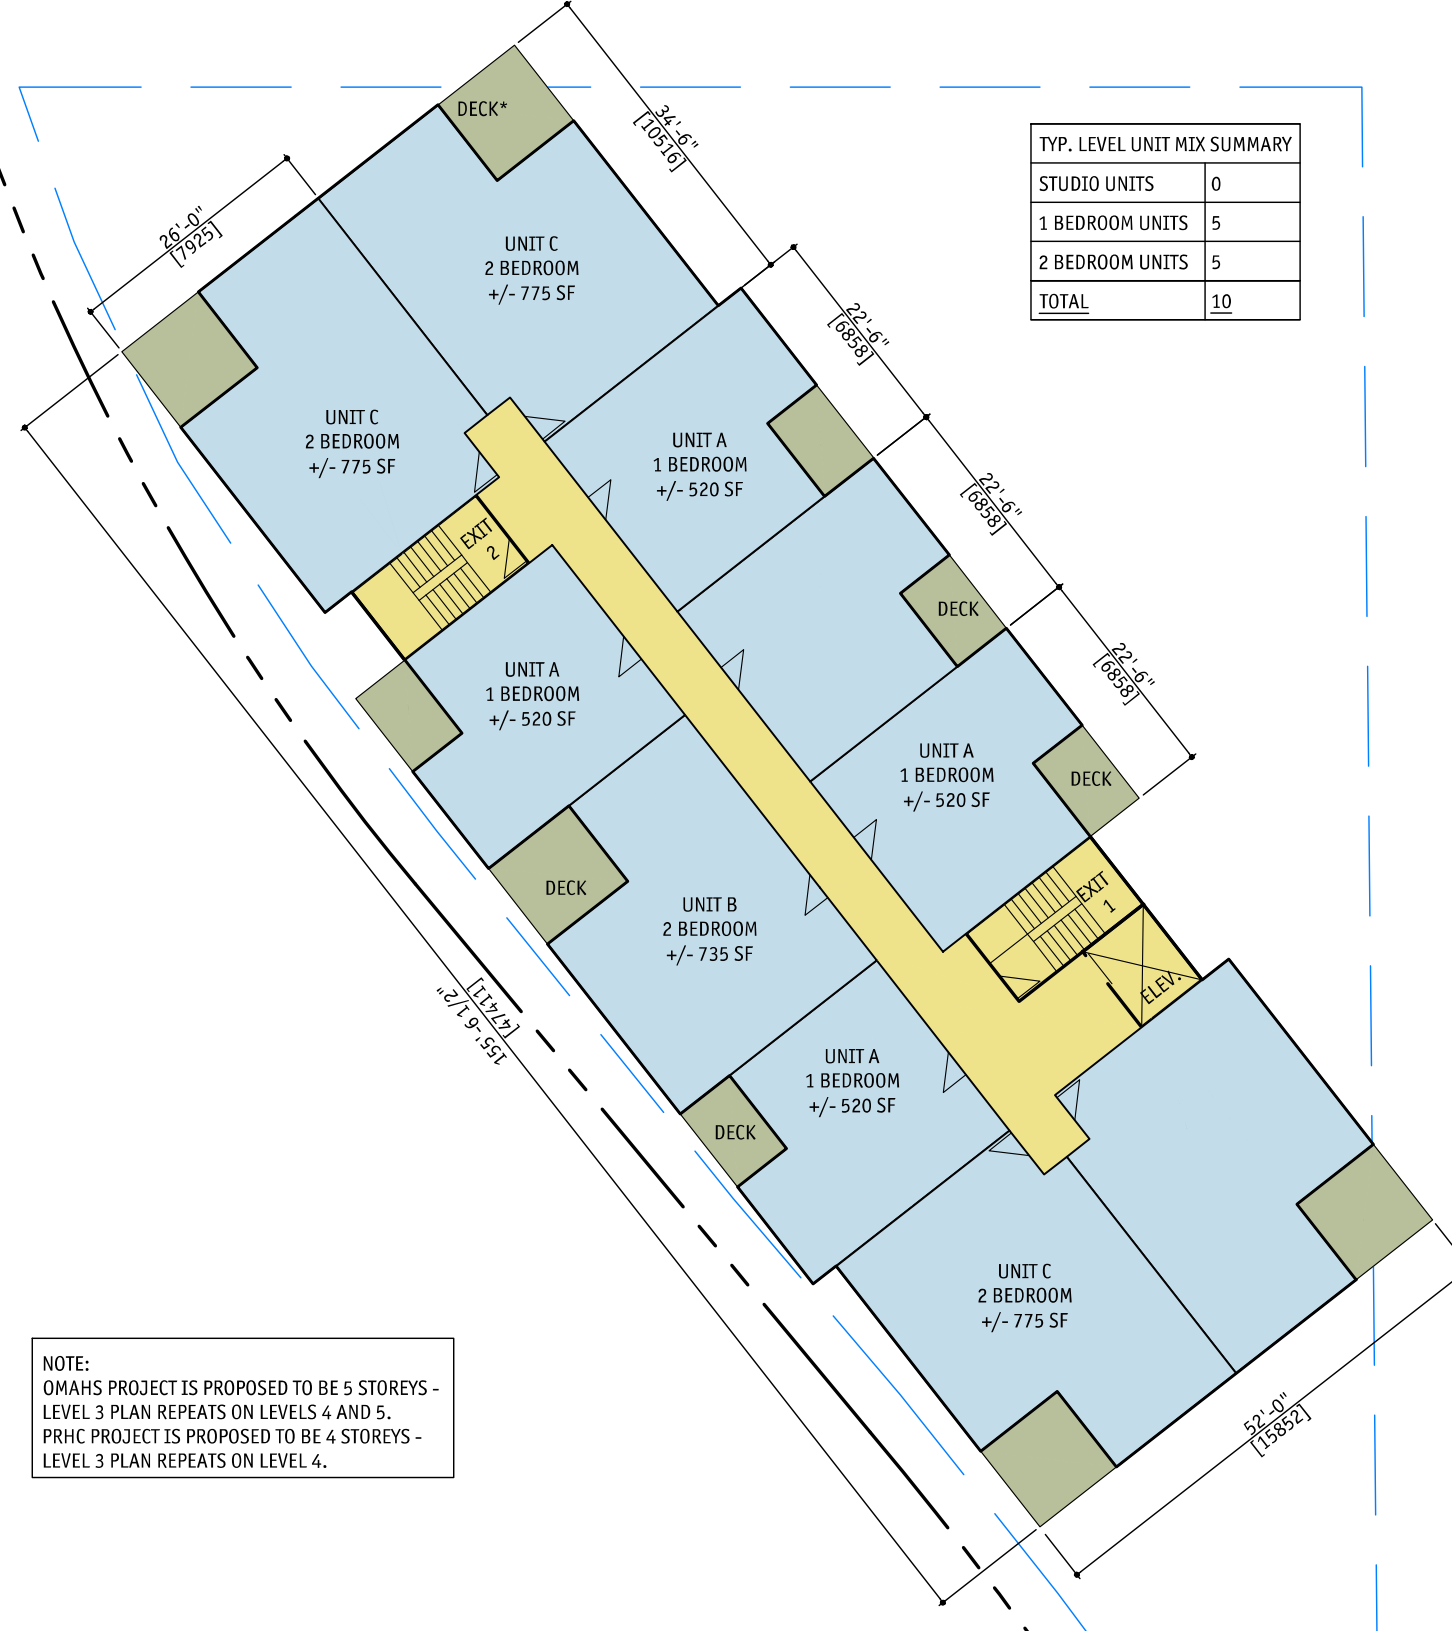 DECK*
34'-6"
[10516]
TYP. LEVEL UNIT MIX SUMMARY
STUDIO UNITS 0
1 BEDROOM UNITS 5
2 BEDROOM UNITS 5
TOTAL 10
26'-0"
[7925]
UNIT C
2 BEDROOM
+/- 775 SF
22'-6"
[6858]
UNIT C
2 BEDROOM
+/- 775 SF
UNIT A
1 BEDROOM
+/- 520 SF
22'-6"
[6858]
EXIT
2
DECK
22'-6"
[6858]
UNIT A
1 BEDROOM
+/- 520 SF
UNIT A
1 BEDROOM
+/- 520 SF
DECK
DECK
UNIT B
2 BEDROOM
+/- 735 SF
EXIT
1
ELEV.
155'-6 1/2"
[47411]
UNIT A
1 BEDROOM
+/- 520 SF
DECK
UNIT C
2 BEDROOM
+/- 775 SF
52'-0"
[15852]
NOTE:
OMAHS PROJECT IS PROPOSED TO BE 5 STOREYS -
LEVEL 3 PLAN REPEATS ON LEVELS 4 AND 5.
PRHC PROJECT IS PROPOSED TO BE 4 STOREYS -
LEVEL 3 PLAN REPEATS ON LEVEL 4.